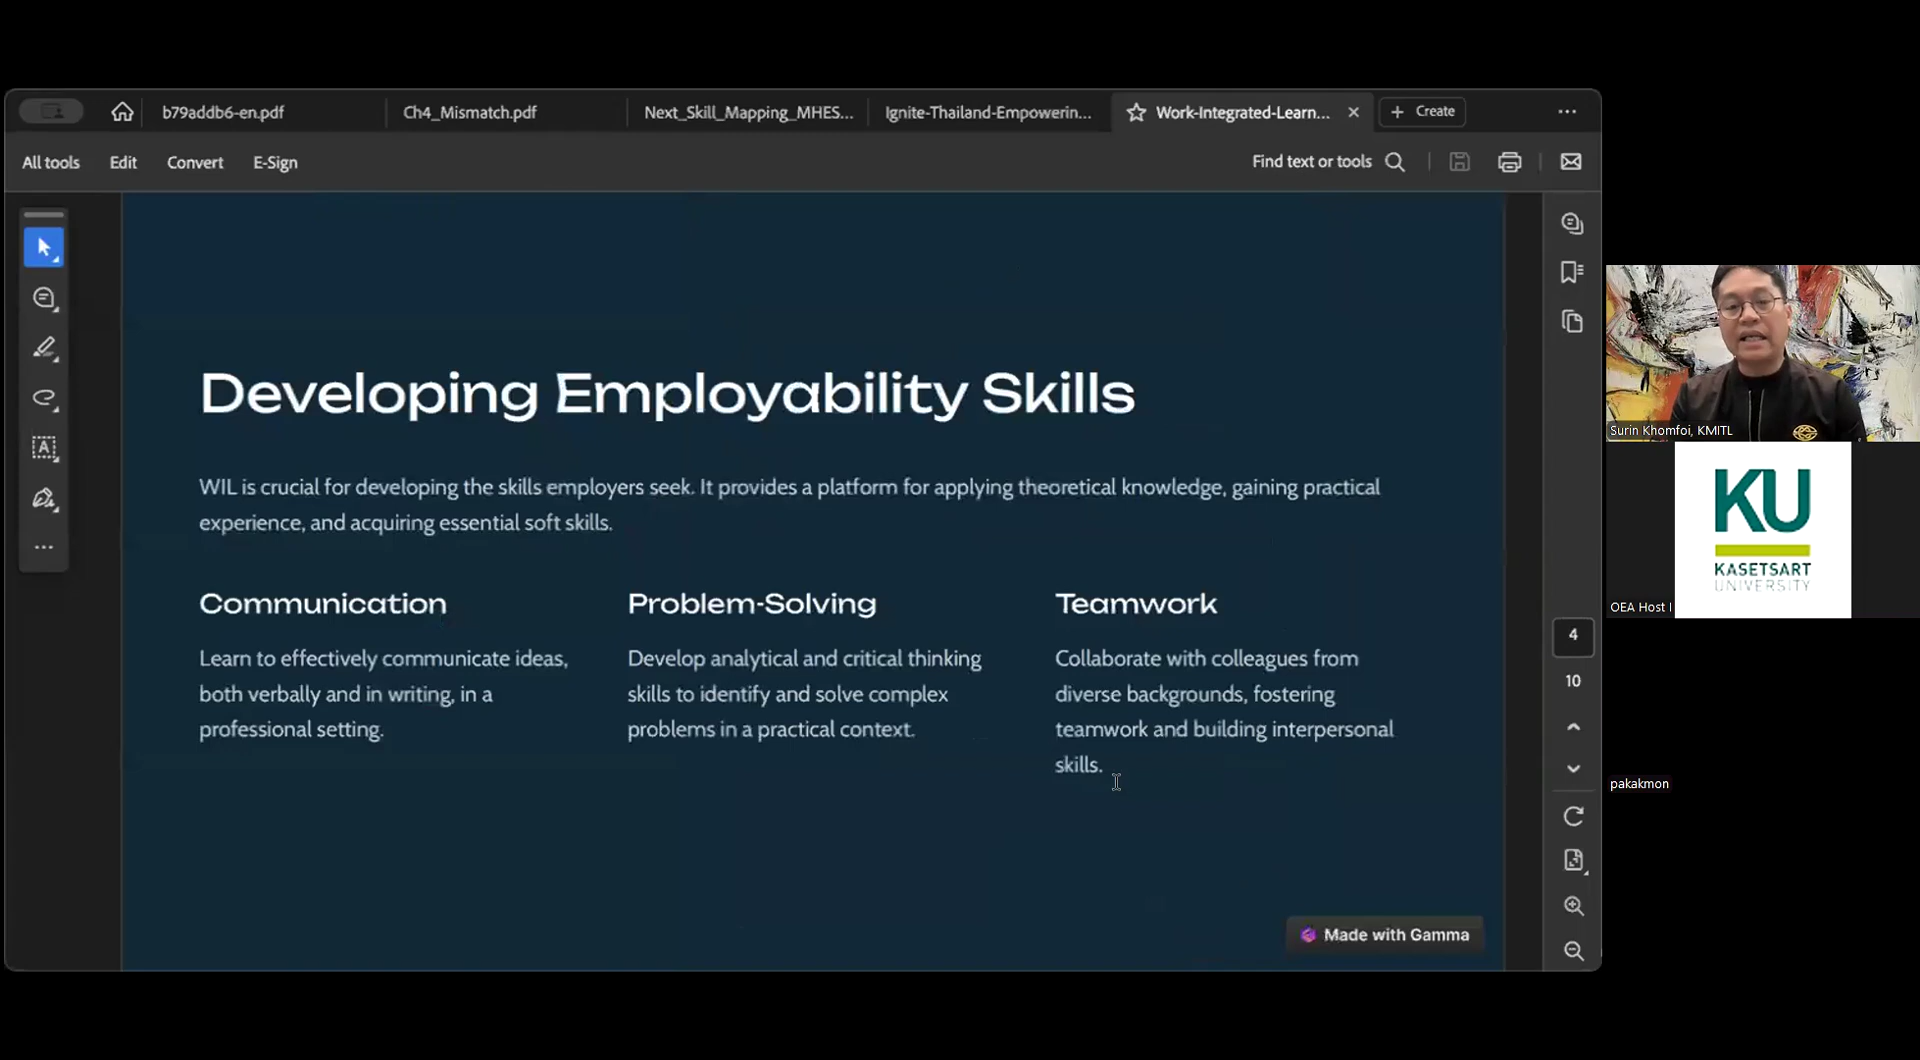 b79addb6-en.pdf
Ch4_Mismatch.pdf
Next_Skill_Mapping_MHES...
Ignite-Thailand-Empowerin...
Work-Integrated-Learn...
Create
All tools
Edit
Convert
E-Sign
Find text or tools
Developing Employability Skills
WIL is crucial for developing the skills employers seek. It provides a platform for applying theoretical knowledge, gaining practical
experience, and acquiring essential soft skills.
Communication
Learn to effectively communicate ideas,
both verbally and in writing, in a
professional setting.
Problem-Solving
Develop analytical and critical thinking
skills to identify and solve complex
problems in a practical context.
Teamwork
Collaborate with colleagues from
diverse backgrounds, fostering
teamwork and building interpersonal
skills.
Made with Gamma
4
10
Surin Khomfoi, KMITL
KU
KASETSART
UNIVERSITY
OEA Host
pakakmon